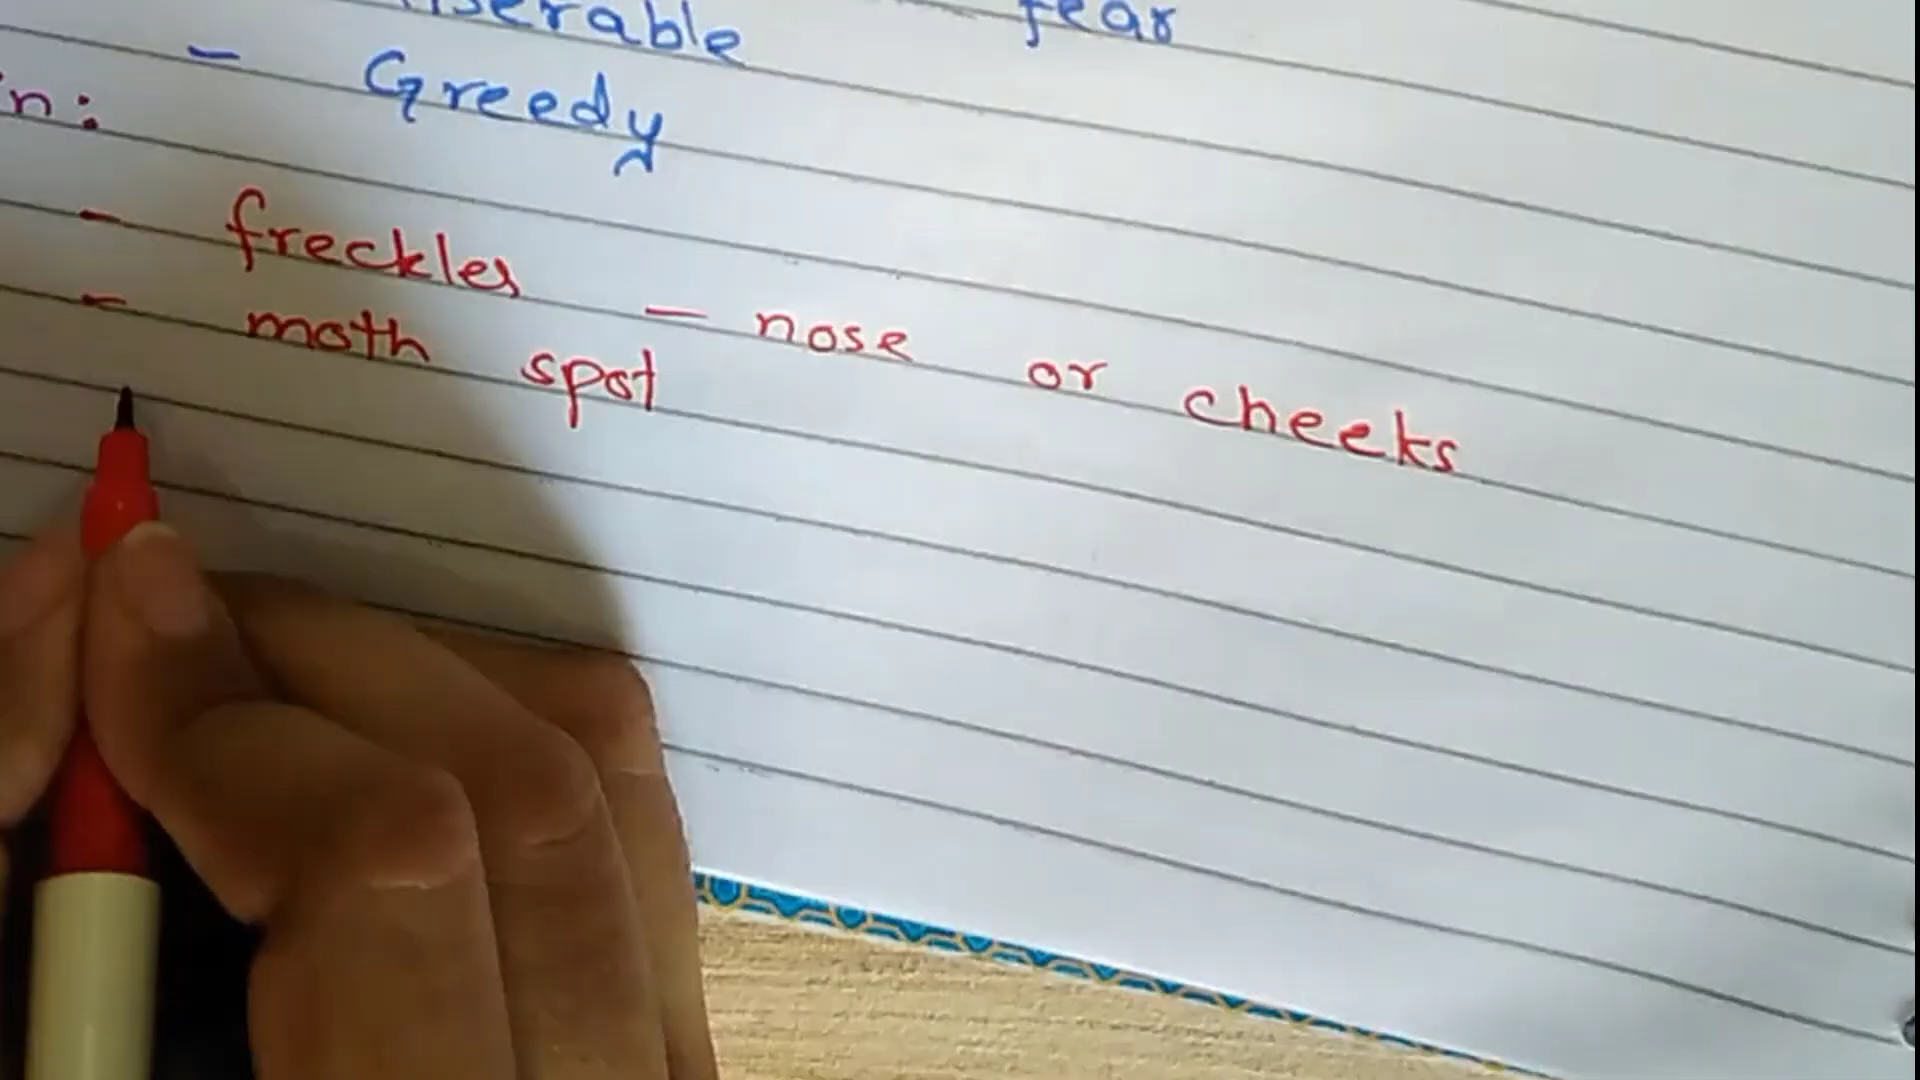 fear
- Greedy
- freckles - nose or cheeks
- moth spot